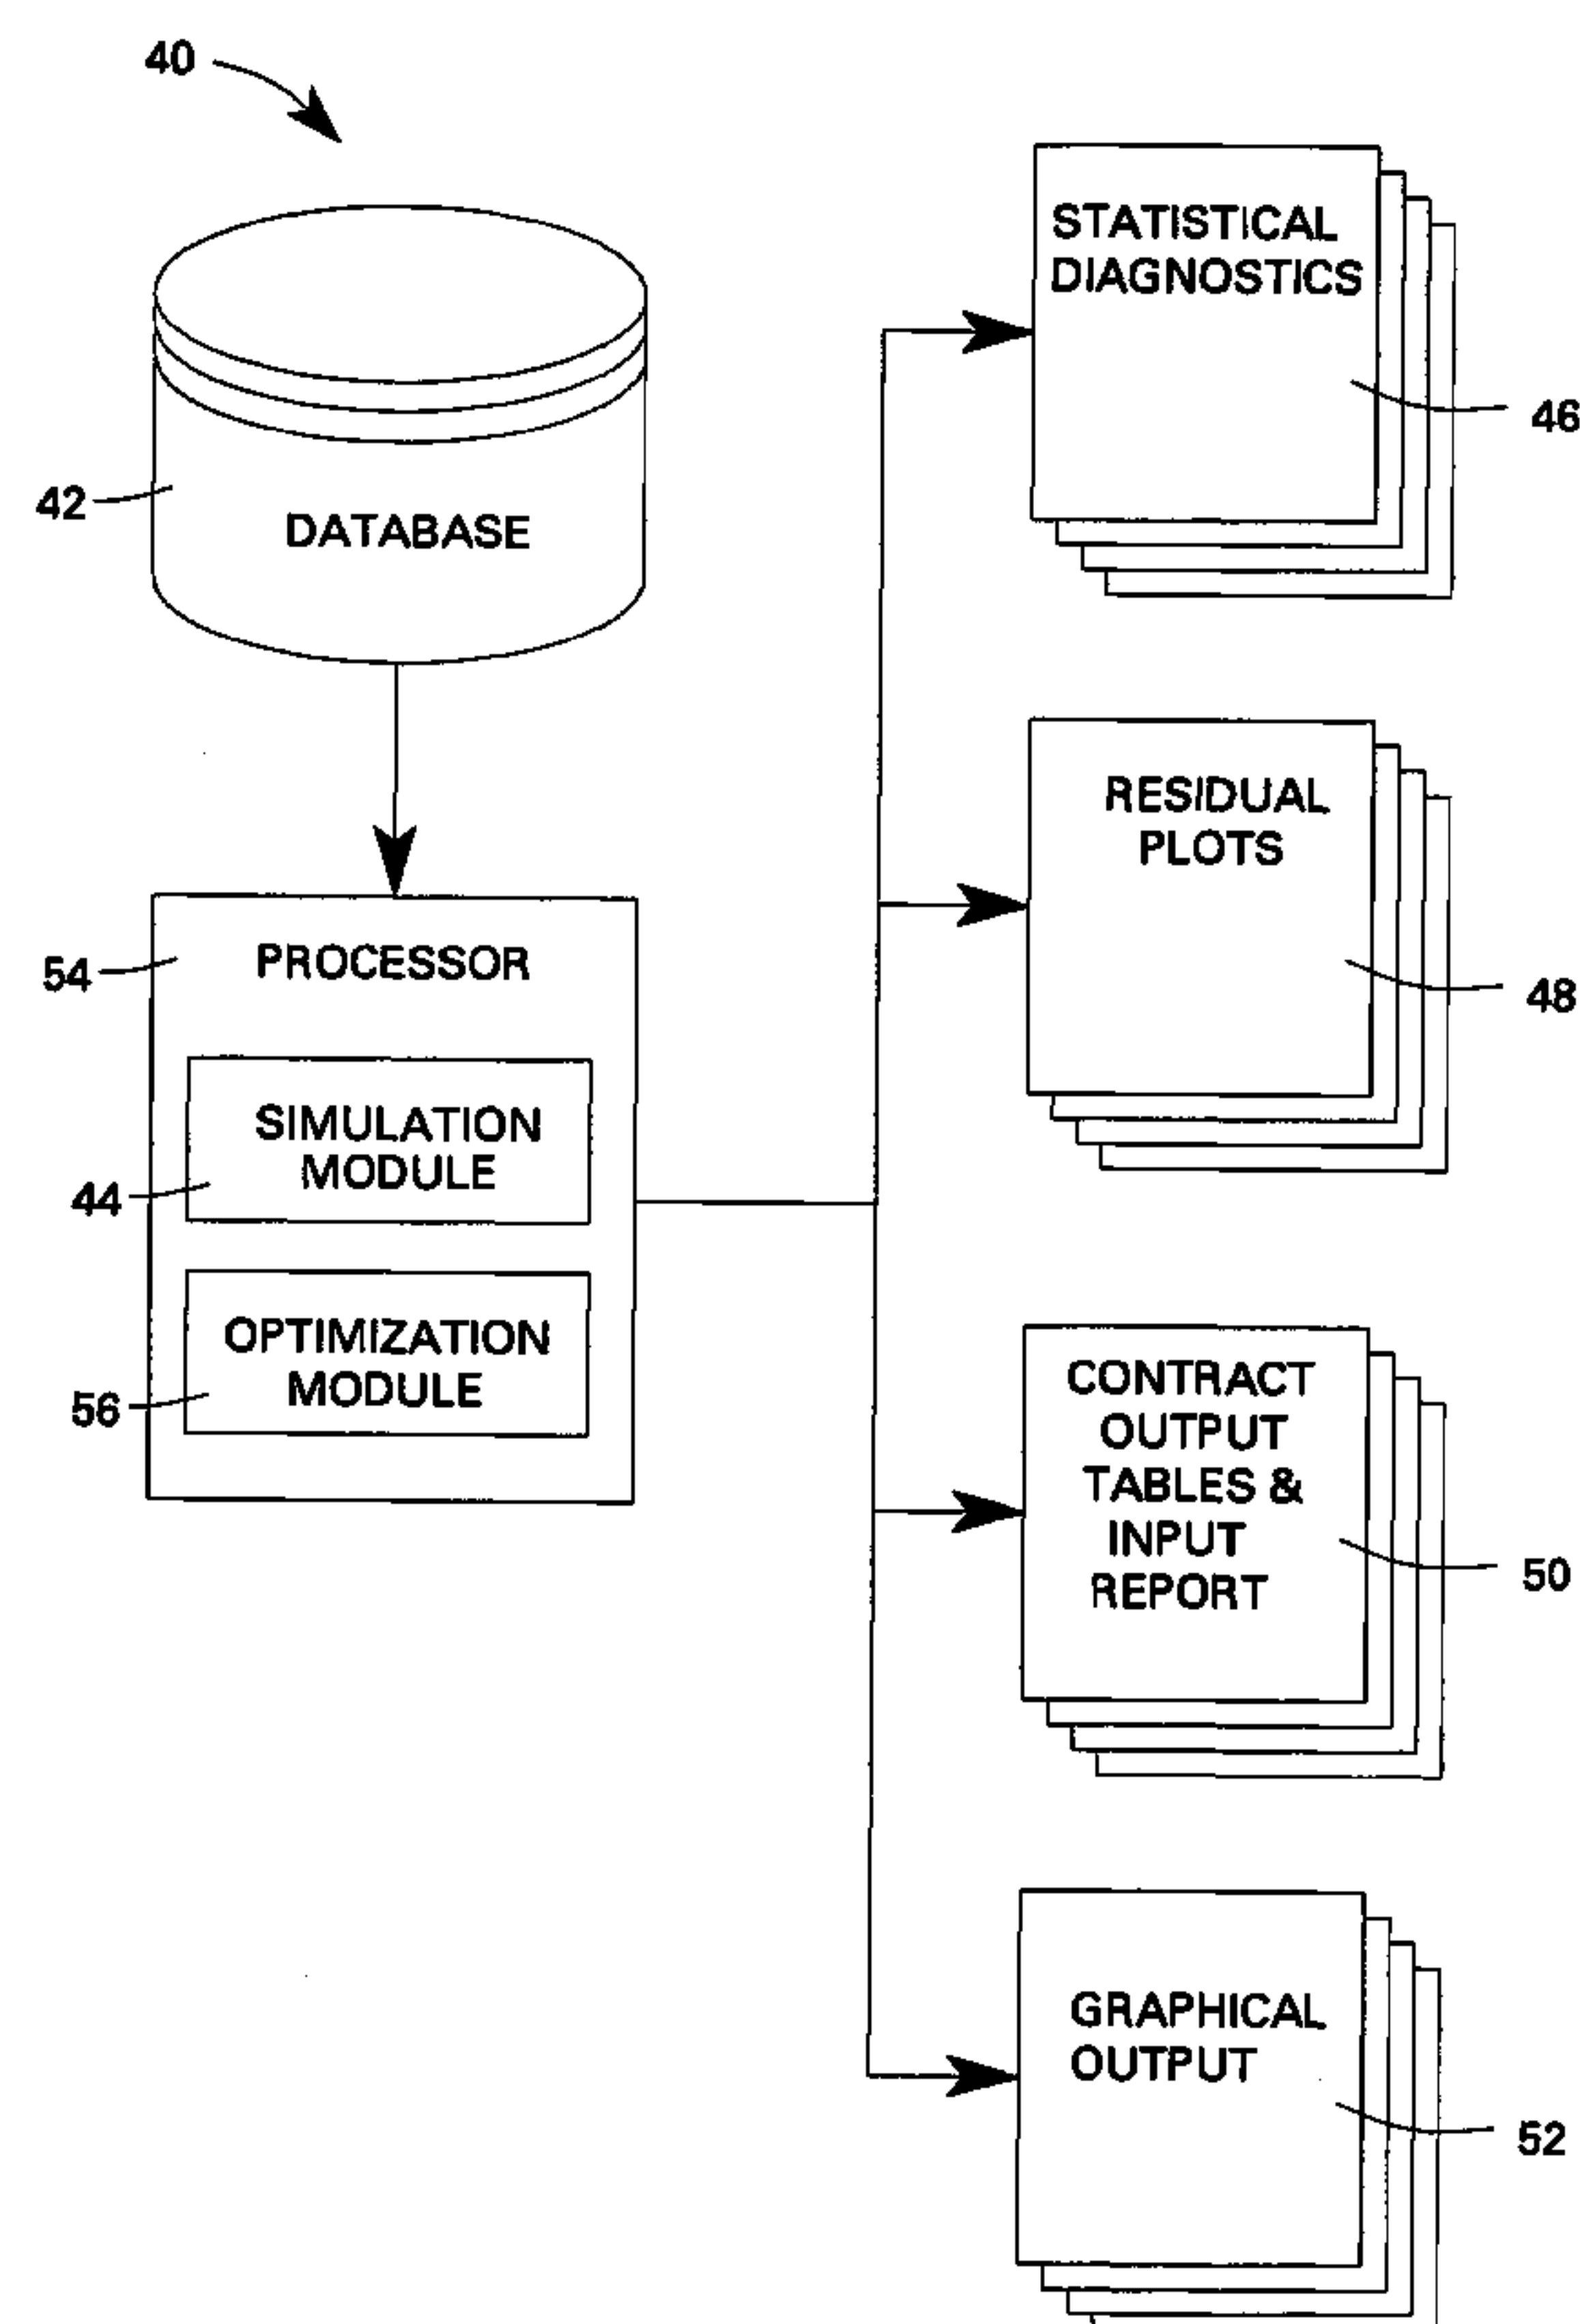 40
DATABASE
42
PROCESSOR
54
SIMULATION
MODULE
44
OPTIMIZATION
MODULE
56
STATISTICAL
DIAGNOSTICS
46
RESIDUAL
PLOTS
48
CONTRACT
OUTPUT
TABLES &
INPUT
REPORT
50
GRAPHICAL
OUTPUT
52